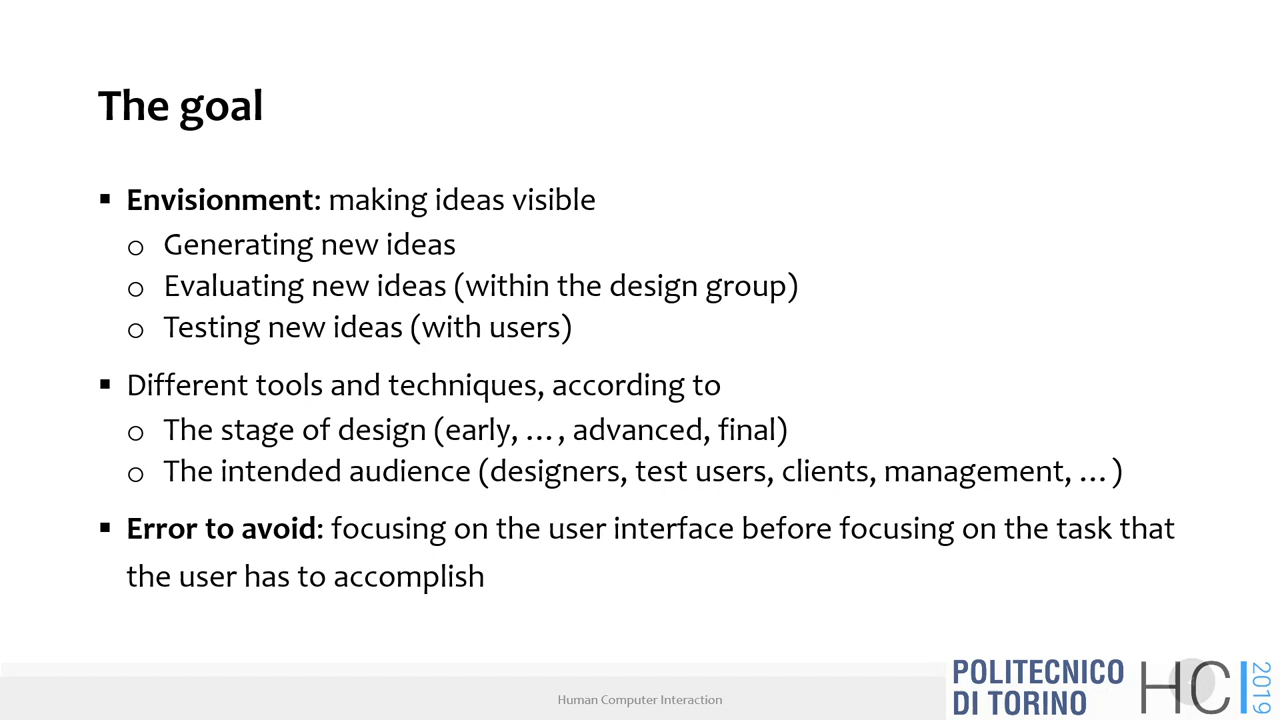 The goal
▪ Envisionment: making ideas visible
o Generating new ideas
o Evaluating new ideas (within the design group)
o Testing new ideas (with users)
▪ Different tools and techniques, according to
o The stage of design (early, … , advanced, final)
o The intended audience (designers, test users, clients, management, … )
▪ Error to avoid: focusing on the user interface before focusing on the task that
the user has to accomplish
Human Computer Interaction
POLITECNICO
DI TORINO
HCI
2019